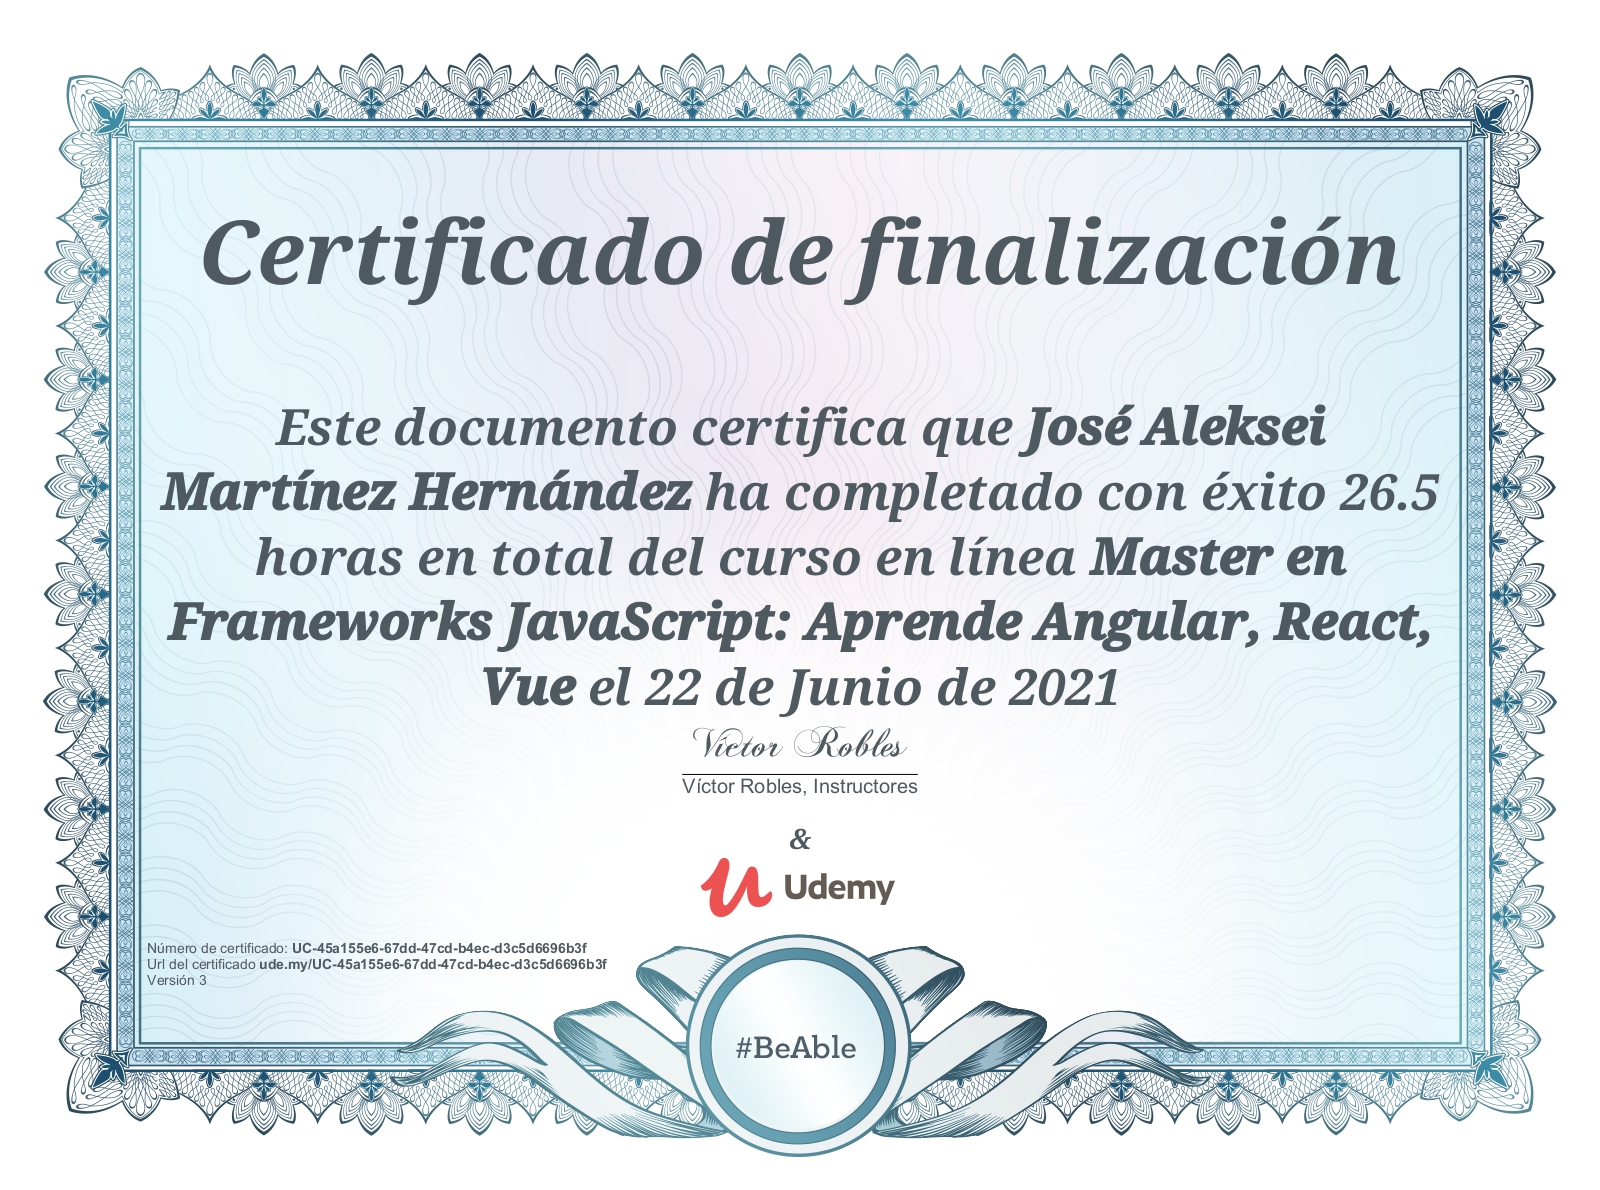 Certificado de finalización
Este documento certifica que José Aleksei
Martínez Hernández ha completado con éxito 26.5
horas en total del curso en línea Master en
Frameworks JavaScript: Aprende Angular, React,
Vue el 22 de Junio de 2021
Víctor Robles
Víctor Robles, Instructores
&
Udemy
Número de certificado: UC-45a155e6-67dd-47cd-b4ec-d3c5d6696b3f
Url del certificado ude.my/UC-45a155e6-67dd-47cd-b4ec-d3c5d6696b3f
Versión 3
#BeAble